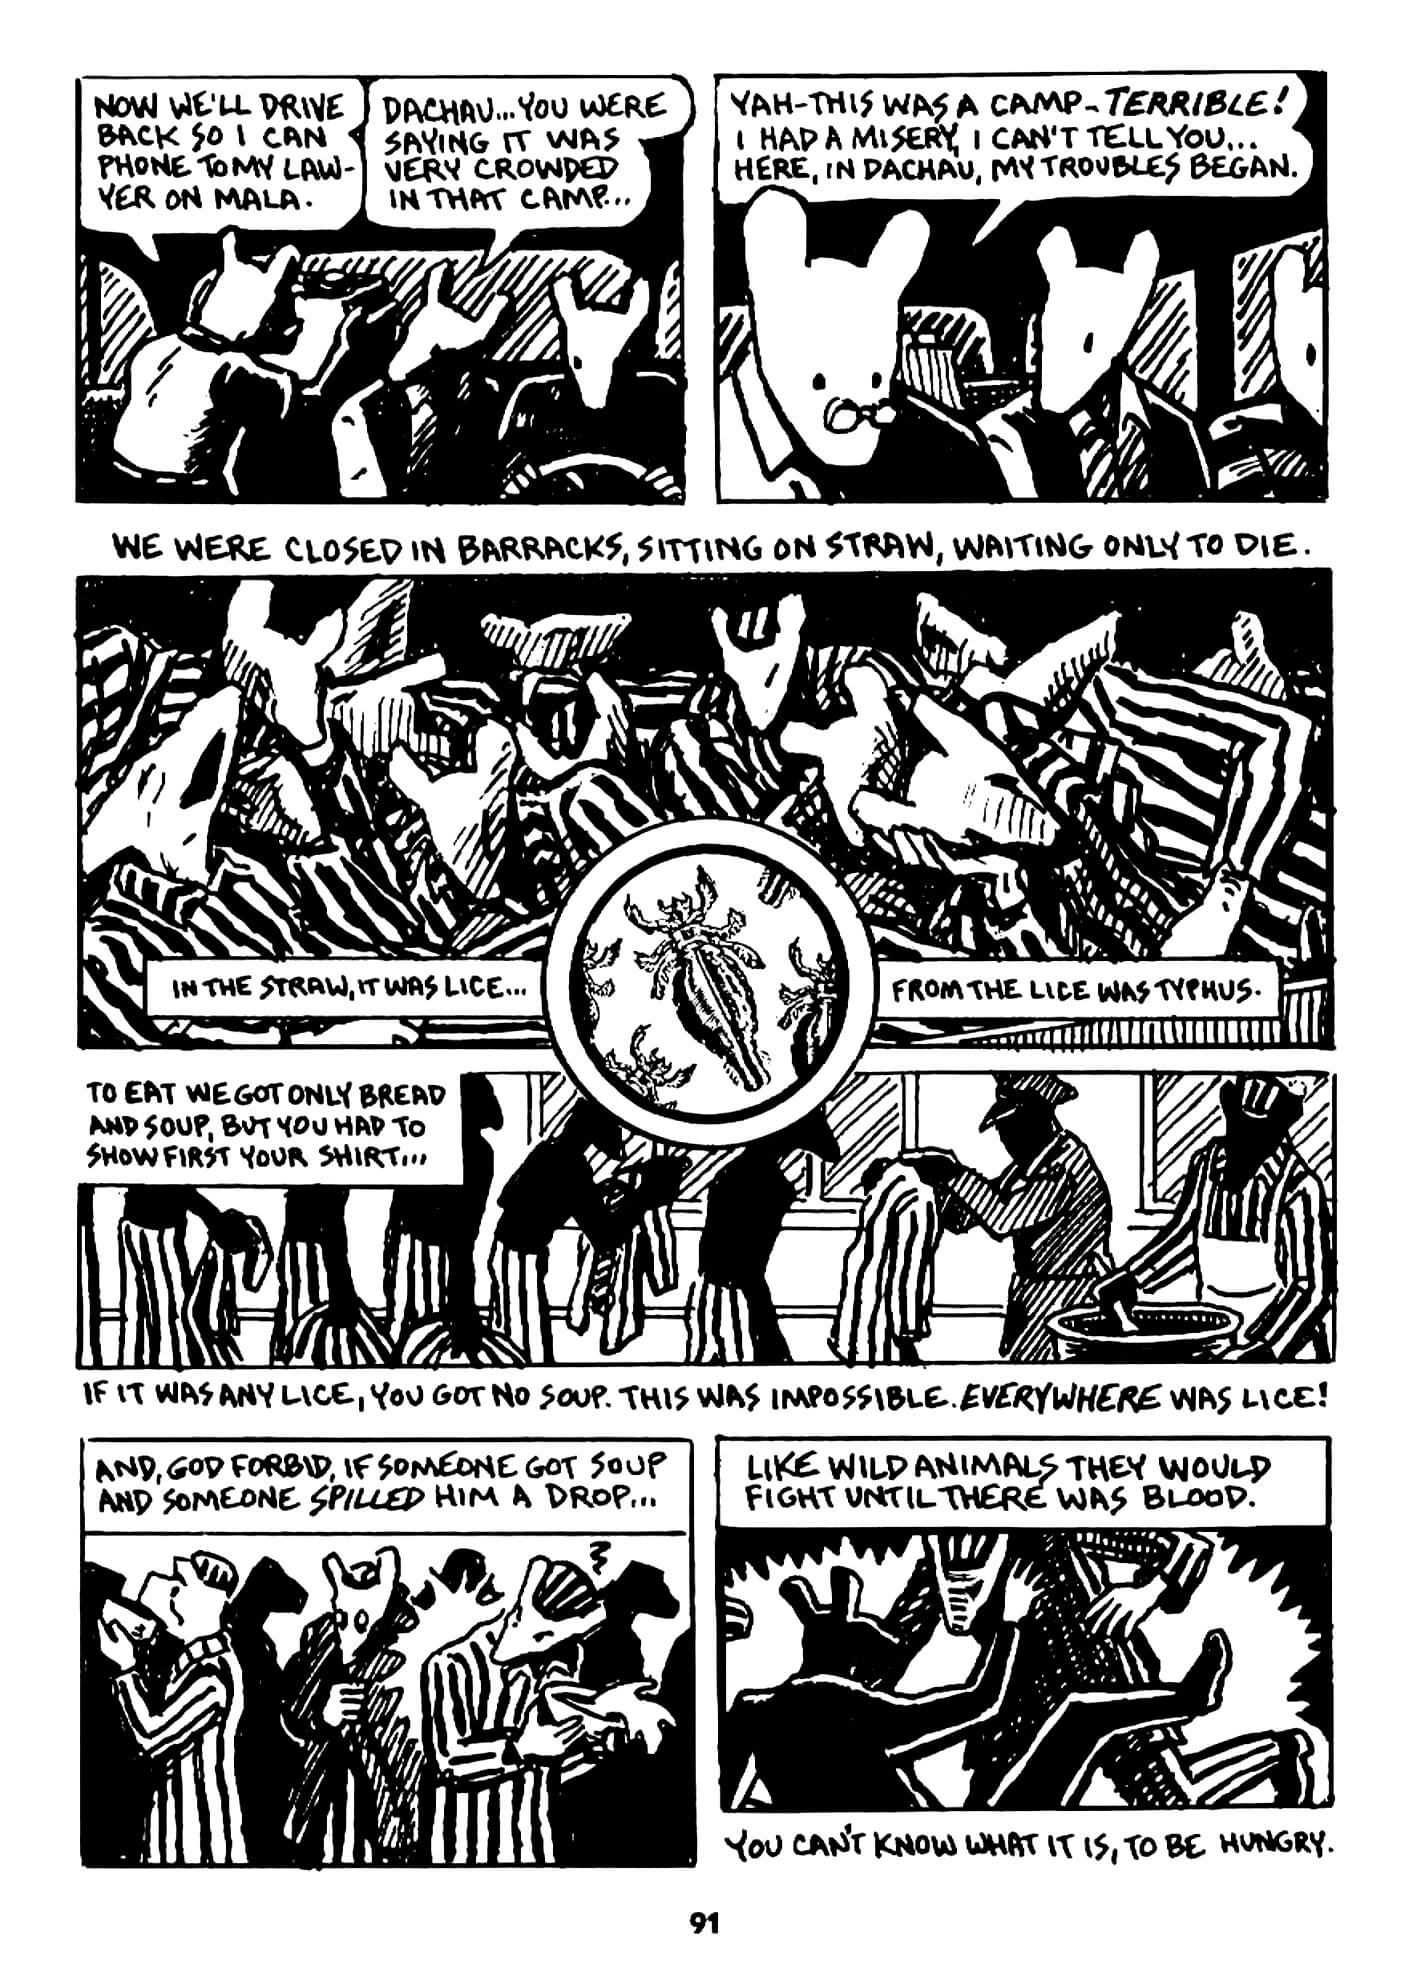 NOW WE'LL DRIVE
BACK SO I CAN
PHONE TO MY LAW-
YER ON MALA.
DACHAU...YOU WERE
SAYING IT WAS
VERY CROWDED
IN THAT CAMP...
YAH-THIS WAS A CAMP-TERRIBLE!
I HAD A MISERY, I CAN'T TELL YOU...
HERE, IN DACHAU, MY TROUBLES BEGAN.
WE WERE CLOSED IN BARRACKS, SITTING ON STRAW, WAITING ONLY TO DIE.
IN THE STRAW, IT WAS LICE...
FROM THE LICE WAS TYPHUS.
TO EAT WE GOT ONLY BREAD
AND SOUP, BUT YOU HAD TO
SHOW FIRST YOUR SHIRT...
IF IT WAS ANY LICE, YOU GOT NO SOUP. THIS WAS IMPOSSIBLE. EVERYWHERE WAS LICE!
AND, GOD FORBID, IF SOMEONE GOT SOUP
AND SOMEONE SPILLED HIM A DROP...
LIKE WILD ANIMALS THEY WOULD
FIGHT UNTIL THERE WAS BLOOD.
YOU CAN'T KNOW WHAT IT IS, TO BE HUNGRY.
91